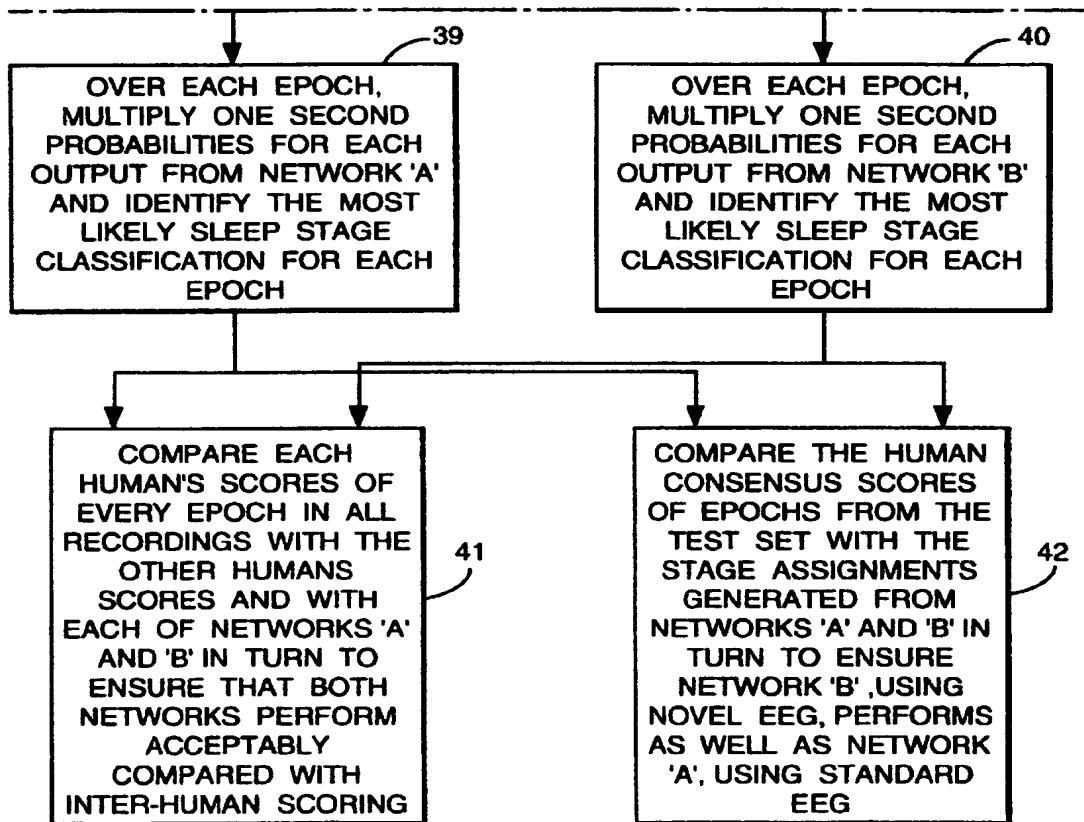 39
OVER EACH EPOCH,
MULTIPLY ONE SECOND
PROBABILITIES FOR EACH
OUTPUT FROM NETWORK 'A'
AND IDENTIFY THE MOST
LIKELY SLEEP STAGE
CLASSIFICATION FOR EACH
EPOCH
40
OVER EACH EPOCH,
MULTIPLY ONE SECOND
PROBABILITIES FOR EACH
OUTPUT FROM NETWORK 'B'
AND IDENTIFY THE MOST
LIKELY SLEEP STAGE
CLASSIFICATION FOR EACH
EPOCH
COMPARE EACH
HUMAN'S SCORES OF
EVERY EPOCH IN ALL
RECORDINGS WITH THE
OTHER HUMANS
SCORES AND WITH
EACH OF NETWORKS 'A'
AND 'B' IN TURN TO
ENSURE THAT BOTH
NETWORKS PERFORM
ACCEPTABLY
COMPARED WITH
INTER-HUMAN SCORING
41
COMPARE THE HUMAN
CONSENSUS SCORES
OF EPOCHS FROM THE
TEST SET WITH THE
STAGE ASSIGNMENTS
GENERATED FROM
NETWORKS 'A' AND 'B' IN
TURN TO ENSURE
NETWORK 'B' ,USING
NOVEL EEG, PERFORMS
AS WELL AS NETWORK
'A', USING STANDARD
EEG
42